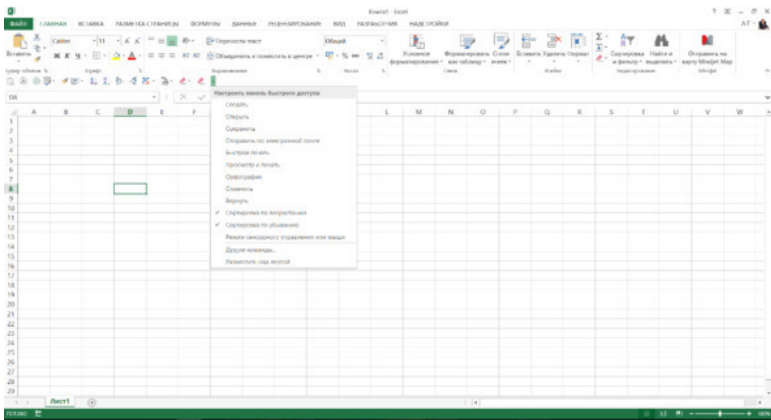 Книга1 - Excel
ФАЙЛ ГЛАВНАЯ ВСТАВКА РАЗМЕТКА СТРАНИЦЫ ФОРМУЛЫ ДАННЫЕ РЕЦЕНЗИРОВАНИЕ ВИД РАЗРАБОТЧИК НАДСТРОЙКИ
Вставить Calibri 11 Перенести текст Общий
Ж К Ч Объединить и поместить в центре
Условное форматирование Форматировать как таблицу Стили ячеек Вставить Удалить Формат Сортировка и фильтр Найти и выделить Отправить на карту Mindjet Map
Буфер обмена Шрифт Выравнивание Число Стили Ячейки Редактирование Mindjet
D8
Настроить панель быстрого доступа
Создать
Открыть
Сохранить
Отправить по электронной почте
Быстрая печать
Просмотр и печать
Орфография
Отменить
Вернуть
Сортировка по возрастанию
Сортировка по убыванию
Режим сенсорного управления или мыши
Другие команды...
Разместить над лентой
A B C D E F L M N O P Q R S T U V W
1
2
3
4
5
6
7
8
9
10
11
12
13
14
15
16
17
18
19
20
21
22
23
24
25
26
27
28
29
Лист1
ГОТОВО 100%